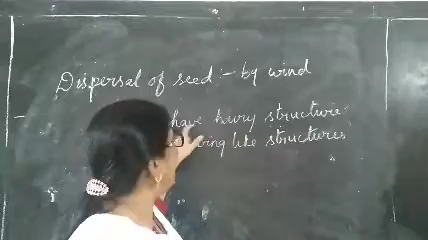 Dispersal of seed :- by wind
have hairy structure
wing like structures